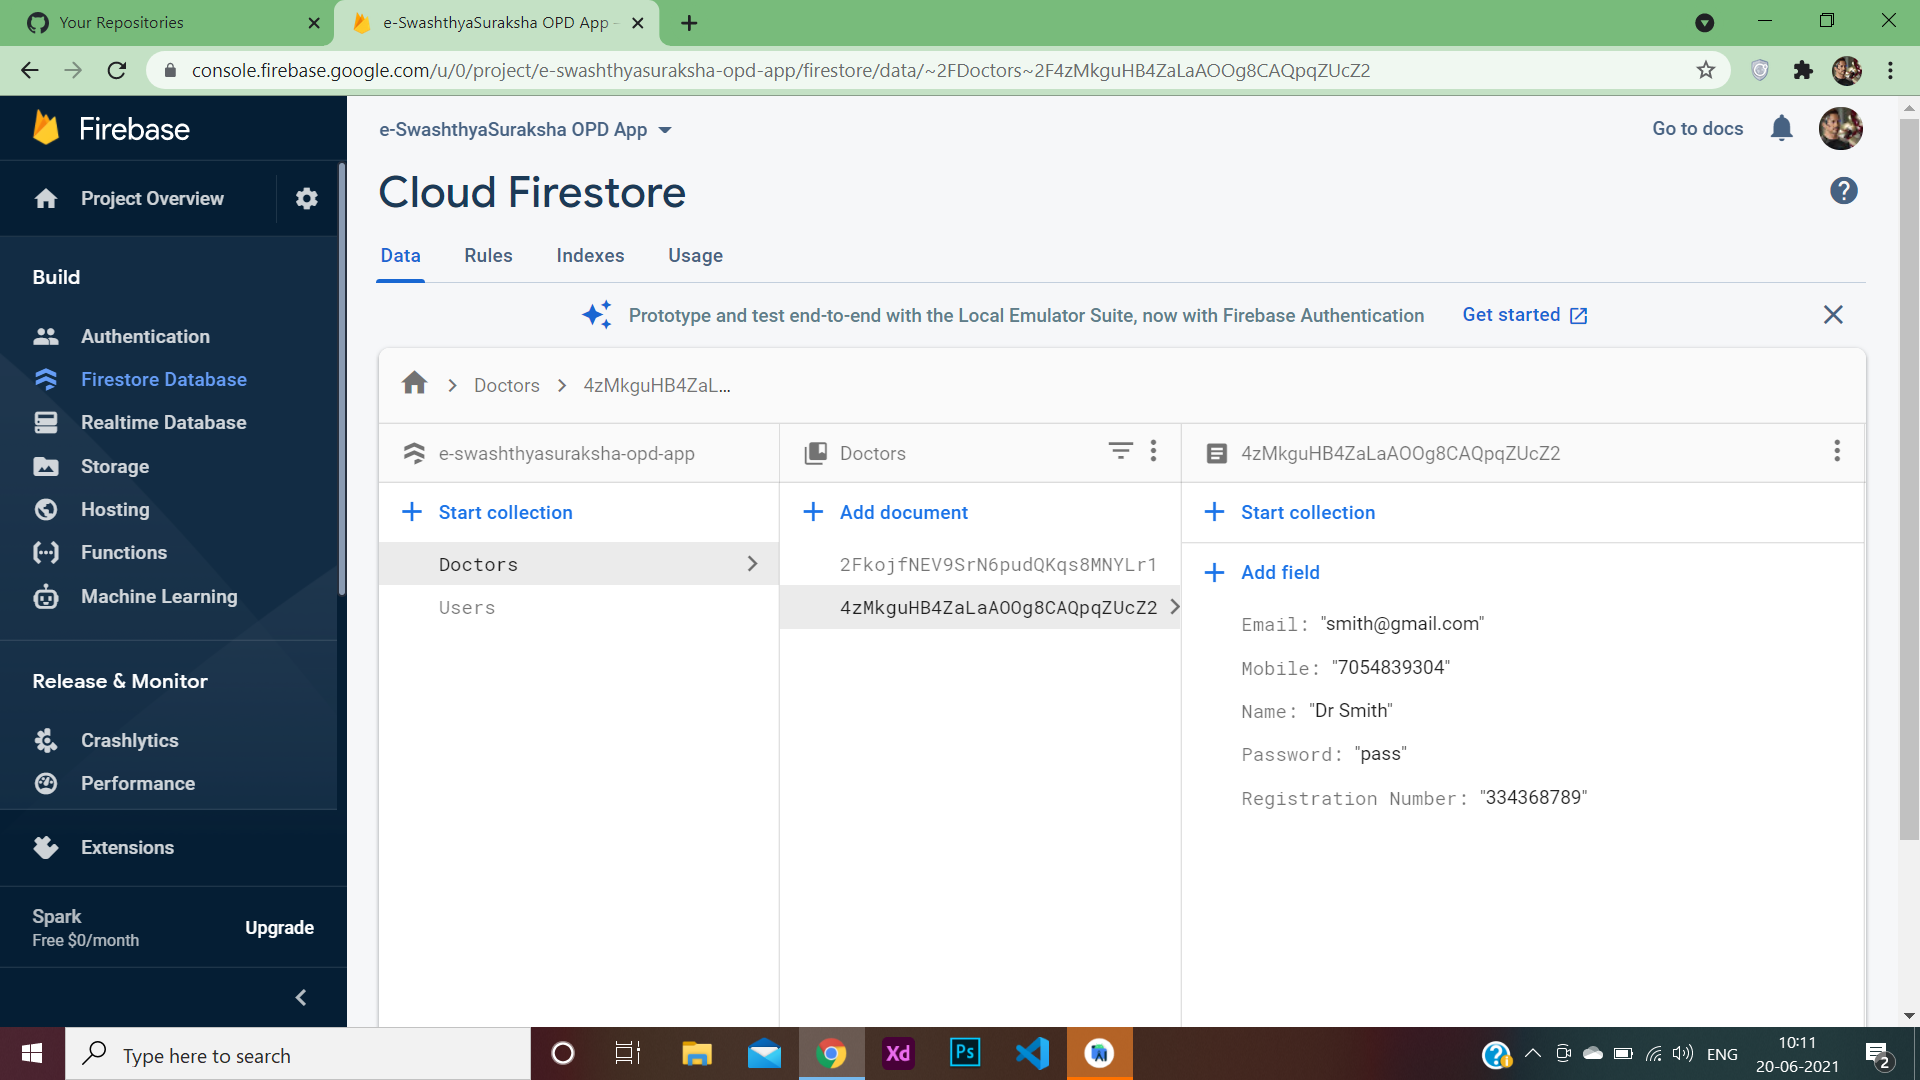 Your Repositories
e-SwashthyaSuraksha OPD App -
console.firebase.google.com/u/0/project/e-swashthyasuraksha-opd-app/firestore/data/~2FDoctors~2F4zMkguHB4ZaLaAOOg8CAQpqZUcZ2
Firebase
e-SwashthyaSuraksha OPD App
Go to docs
Project Overview
Cloud Firestore
Data
Rules
Indexes
Usage
Build
Prototype and test end-to-end with the Local Emulator Suite, now with Firebase Authentication
Get started
Authentication
Firestore Database
Realtime Database
Storage
Hosting
Functions
Machine Learning
Release & Monitor
Crashlytics
Performance
Extensions
Spark
Free $0/month
Upgrade
Doctors
4zMkguHB4ZaL...
e-swashthyasuraksha-opd-app
Start collection
Doctors
Users
Doctors
Add document
2FkojfNEV9SrN6pudQKqs8MNYLr1
4zMkguHB4ZaLaAOOg8CAQpqZUcZ2
4zMkguHB4ZaLaAOOg8CAQpqZUcZ2
Start collection
Add field
Email: "smith@gmail.com"
Mobile: "7054839304"
Name: "Dr Smith"
Password: "pass"
Registration Number: "334368789"
Type here to search
Xd
Ps
ENG
10:11
20-06-2021
2